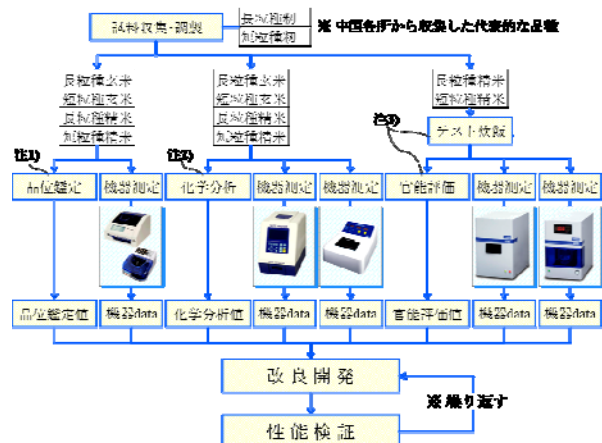 試料収集・調製
長粒種籾
短粒種籾
※ 中国各所から収集した代表的な品種
長粒種玄米
短粒種玄米
長粒種精米
短粒種精米
長粒種玄米
短粒種玄米
長粒種精米
短粒種精米
長粒種精米
短粒種精米
テスト炊飯
注1)
注2)
注3)
品位鑑定
機器測定
化学分析
機器測定
機器測定
官能評価
機器測定
機器測定
品位鑑定値
機器data
化学分析値
機器data
機器data
官能評価値
機器data
機器data
改良開発
※ 繰り返す
性能検証